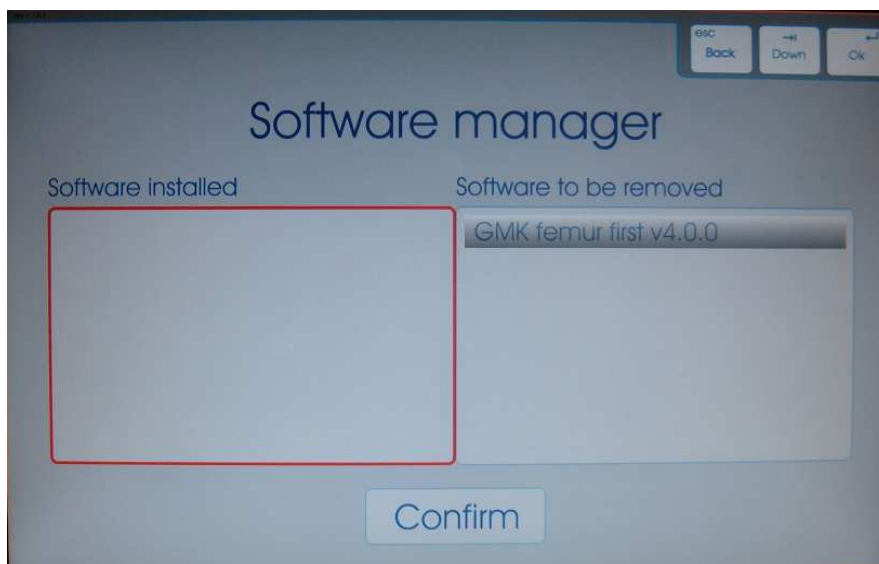 esc
Back
Down
Ok
Software manager
Software installed
Software to be removed
GMK femur first v4.0.0
Confirm